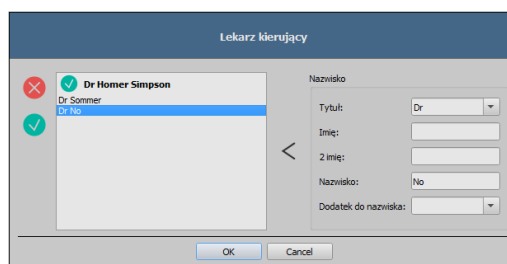 Lekarz kierujący
Dr Homer Simpson
Dr Sommer
Dr No
Nazwisko
Tytuł: Dr
Imię:
2 imię:
Nazwisko: No
Dodatek do nazwiska:
OK Cancel